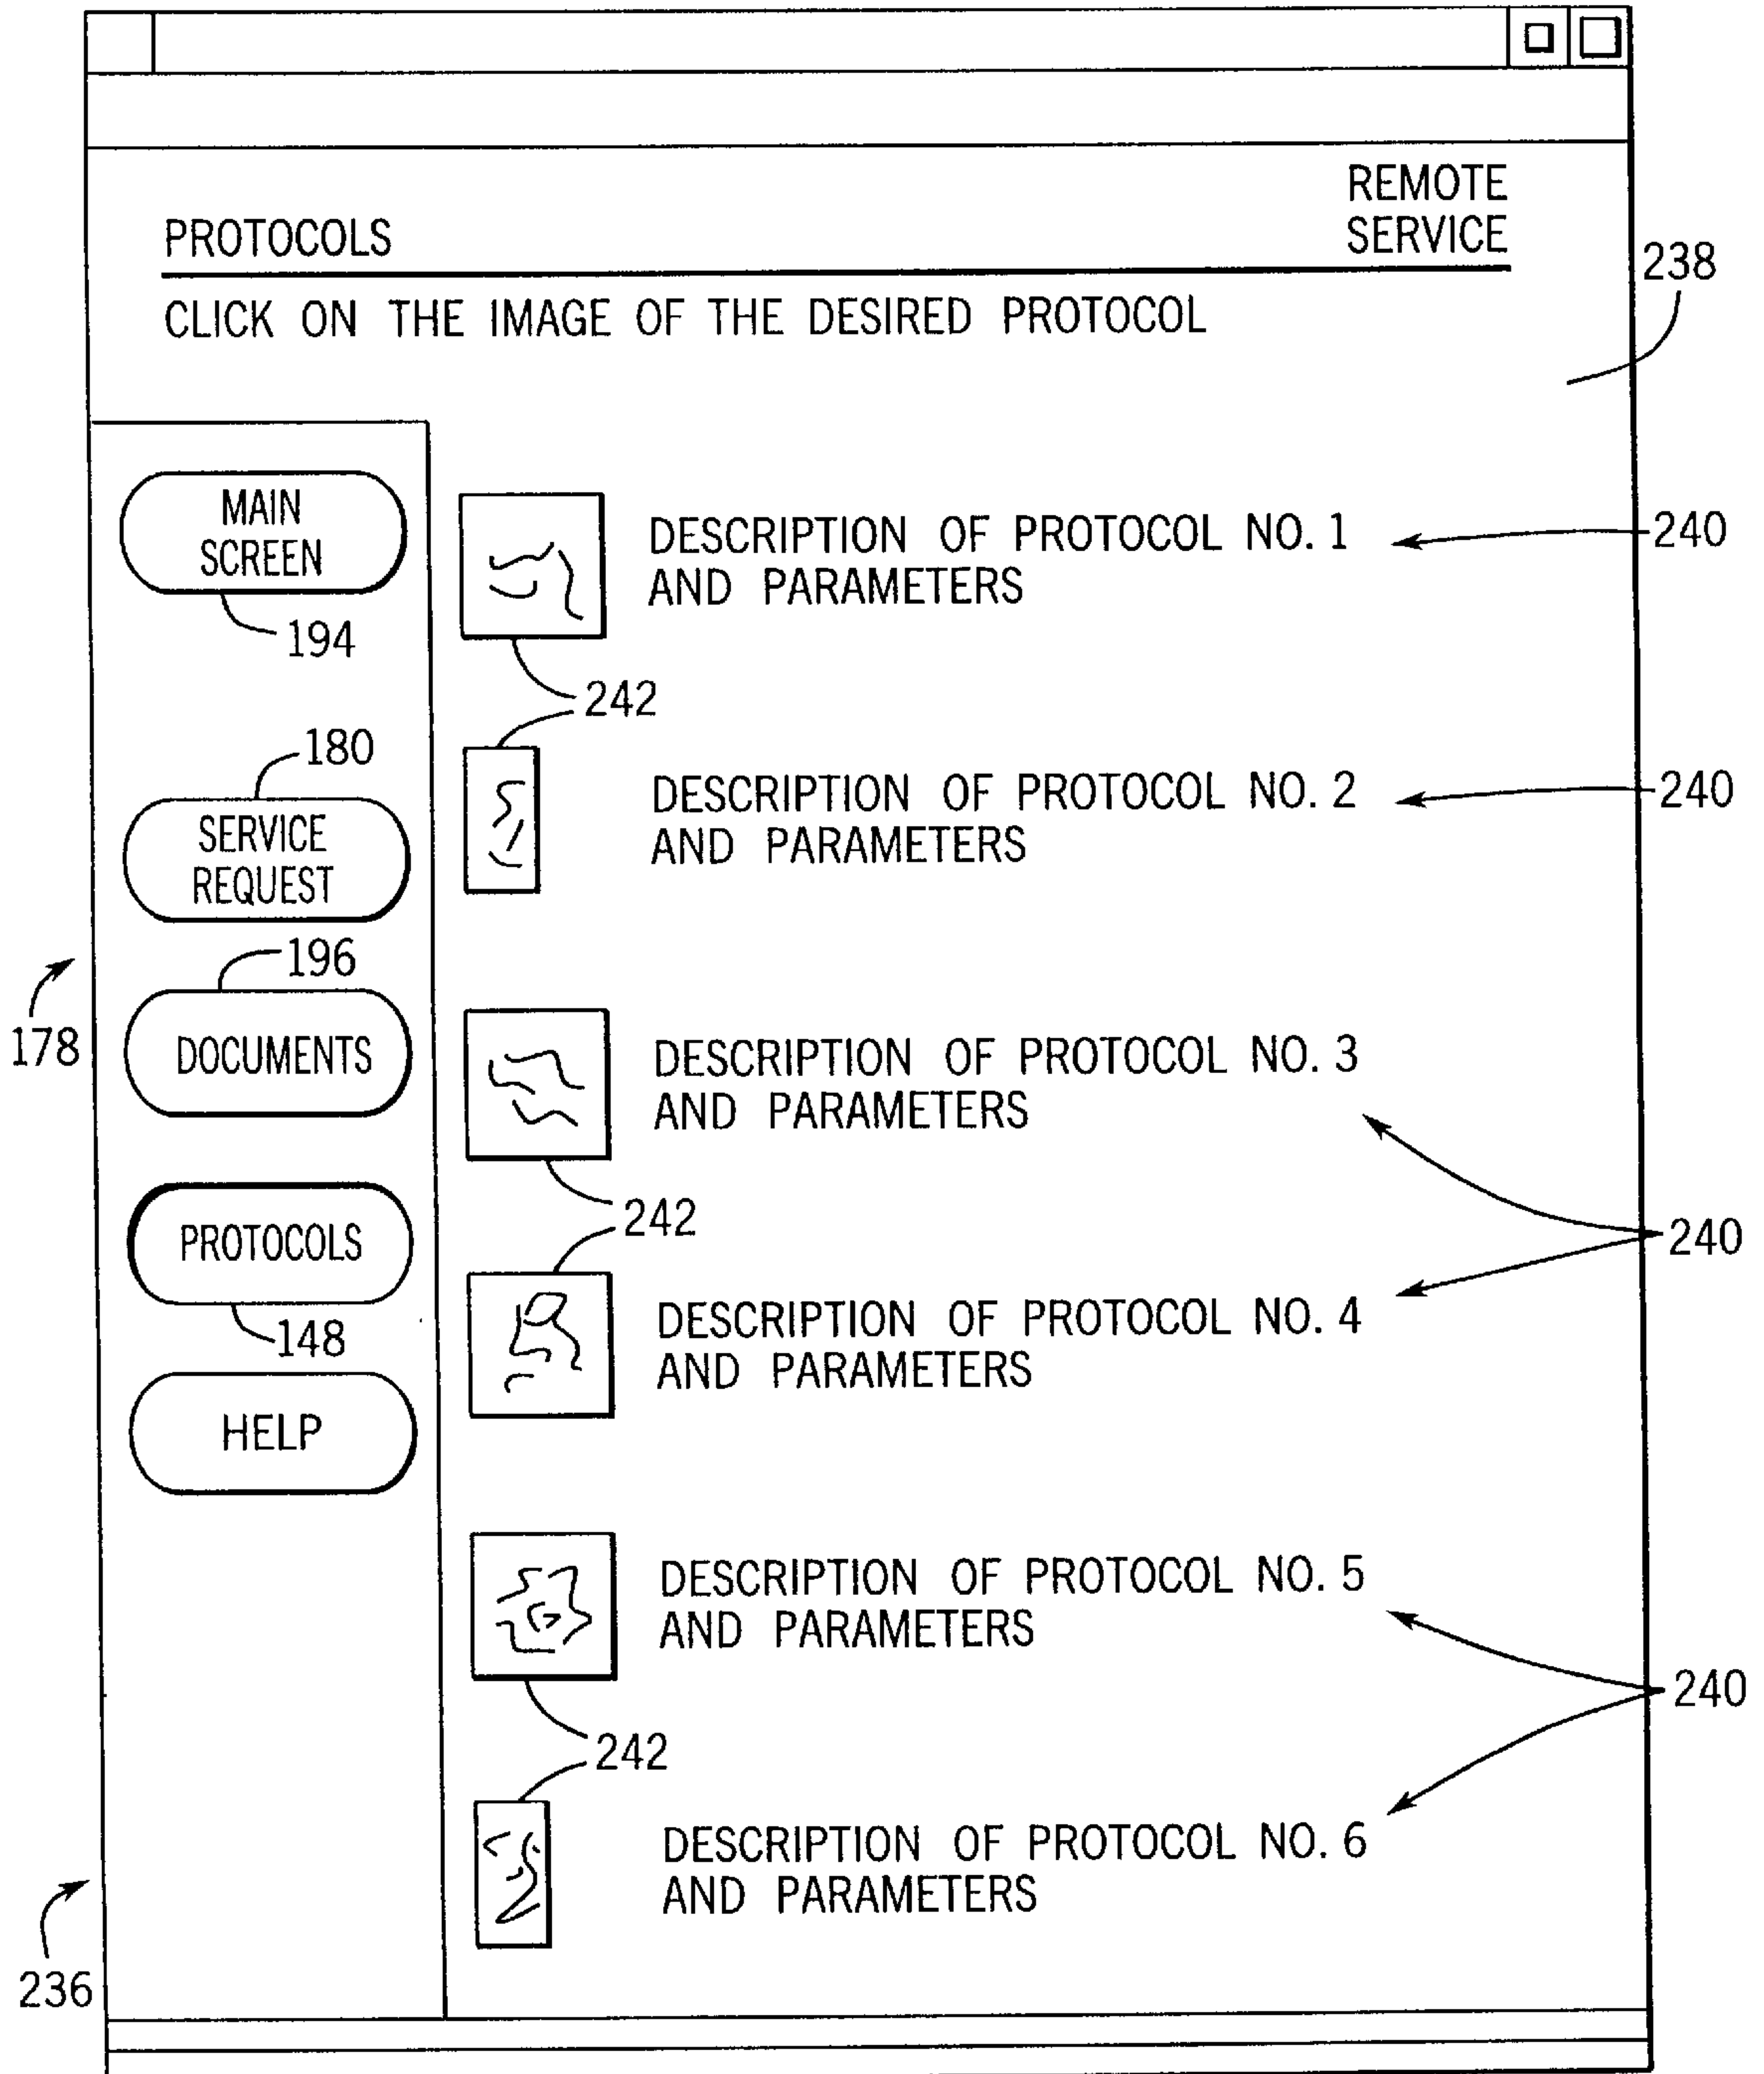 REMOTE
SERVICE
PROTOCOLS
238
CLICK ON THE IMAGE OF THE DESIRED PROTOCOL
MAIN
SCREEN
194
180
SERVICE
REQUEST
196
178
DOCUMENTS
PROTOCOLS
148
HELP
236
DESCRIPTION OF PROTOCOL NO. 1
AND PARAMETERS
240
242
DESCRIPTION OF PROTOCOL NO. 2
AND PARAMETERS
240
DESCRIPTION OF PROTOCOL NO. 3
AND PARAMETERS
242
240
DESCRIPTION OF PROTOCOL NO. 4
AND PARAMETERS
DESCRIPTION OF PROTOCOL NO. 5
AND PARAMETERS
240
242
DESCRIPTION OF PROTOCOL NO. 6
AND PARAMETERS